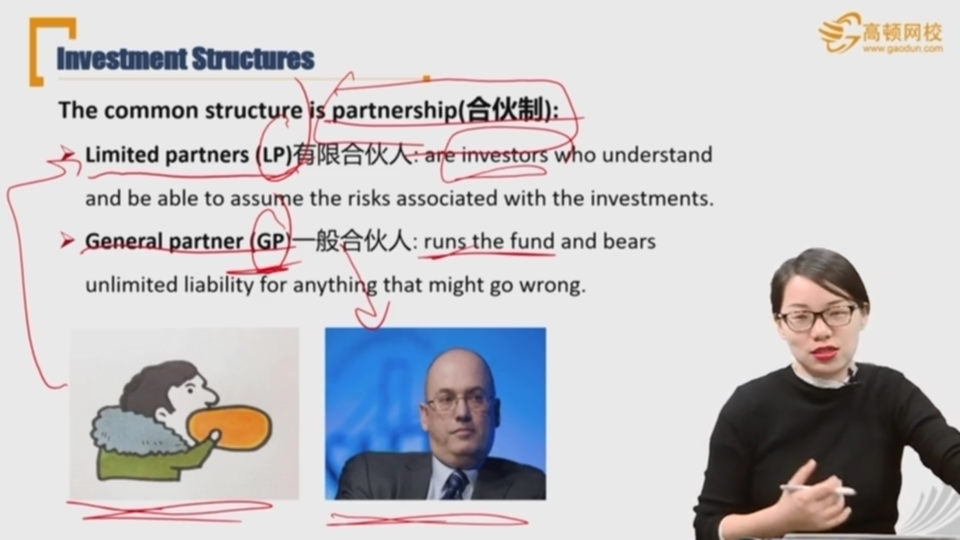 高顿网校
www.gaodun.com
Investment Structures
The common structure is partnership(合伙制):
Limited partners (LP)有限合伙人: are investors who understand
and be able to assume the risks associated with the investments.
General partner (GP)一般合伙人: runs the fund and bears
unlimited liability for anything that might go wrong.